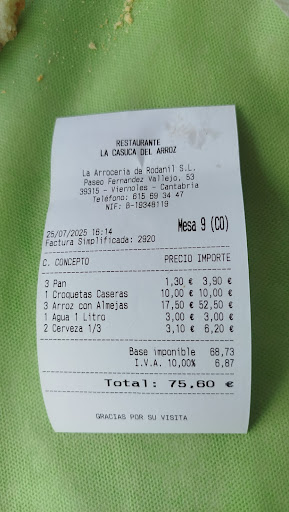 RESTAURANTE
LA CASUCA DEL ARROZ
La Arroceria de Rodanil S.L.
Paseo Fernandez Vallejo, 53
39315 - Viernoles - Cantabria
Teléfono: 615 69 34 47
NIF: B-19348119
25/07/2025 16:14 Mesa 9 (CO)
Factura Simplificada: 2920
C. CONCEPTO PRECIO IMPORTE
3 Pan 1,30 € 3,90 €
1 Croquetas Caseras 10,00 € 10,00 €
3 Arroz con Almejas 17,50 € 52,50 €
1 Agua 1 Litro 3,00 € 3,00 €
2 Cerveza 1/3 3,10 € 6,20 €
Base imponible 68,73
I.V.A. 10,00% 6,87
Total: 75,60 €
GRACIAS POR SU VISITA